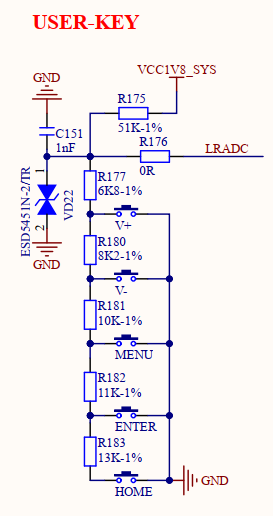 USER-KEY
GND
VCC1V8_SYS
R175
51K-1%
C151
1nF
R176
0R
LRADC
ESD5451N-2/TR
1
2
VD22
GND
R177
6K8-1%
V+
R180
8K2-1%
V-
R181
10K-1%
MENU
R182
11K-1%
ENTER
R183
13K-1%
HOME
GND